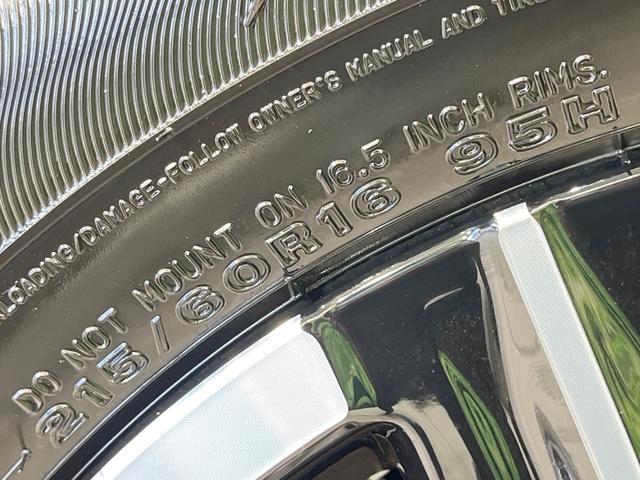 LOADING/DAMAGE-FOLLOW OWNER'S MANUAL AND
DO NOT MOUNT ON 16.5 INCH RIMS.
215/60R16 95H